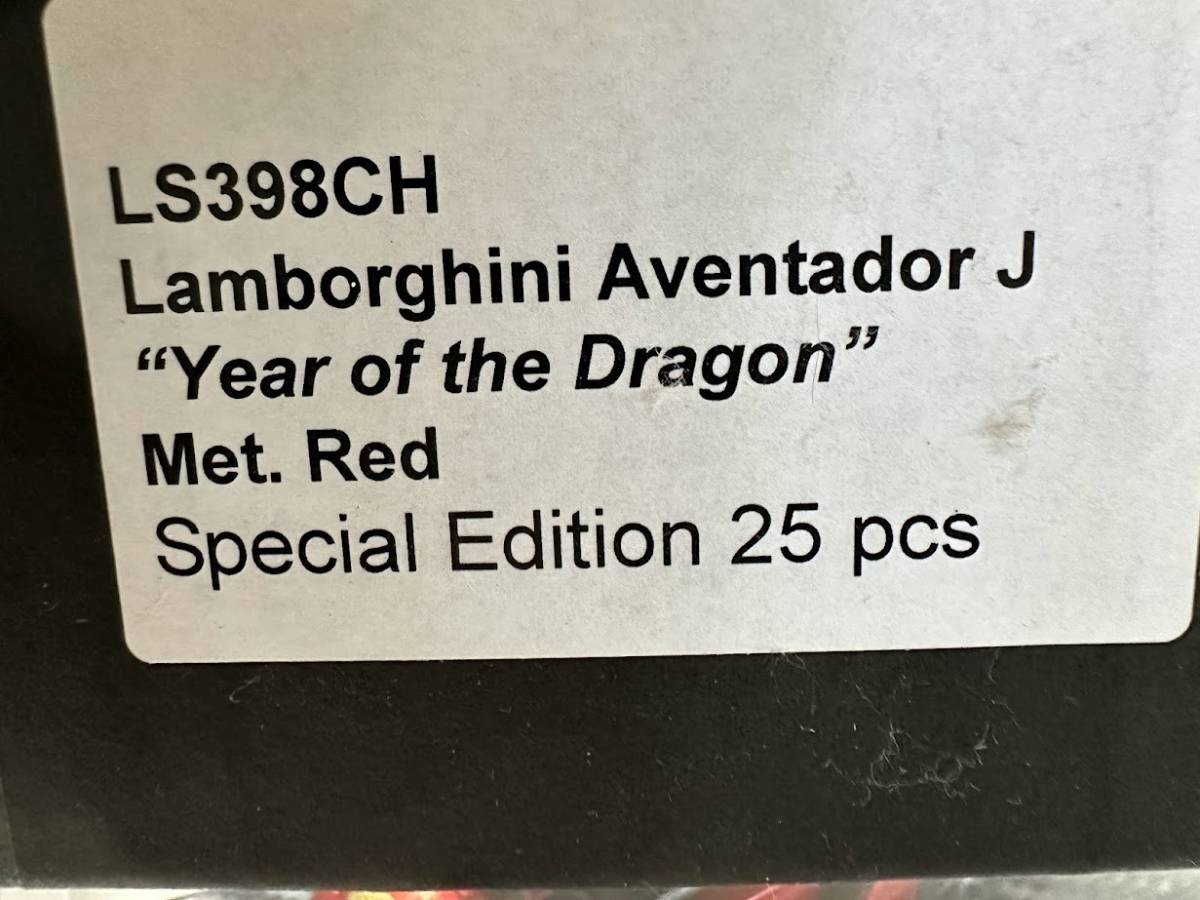 LS398CH
Lamborghini Aventador J
“Year of the Dragon”
Met. Red
Special Edition 25 pcs